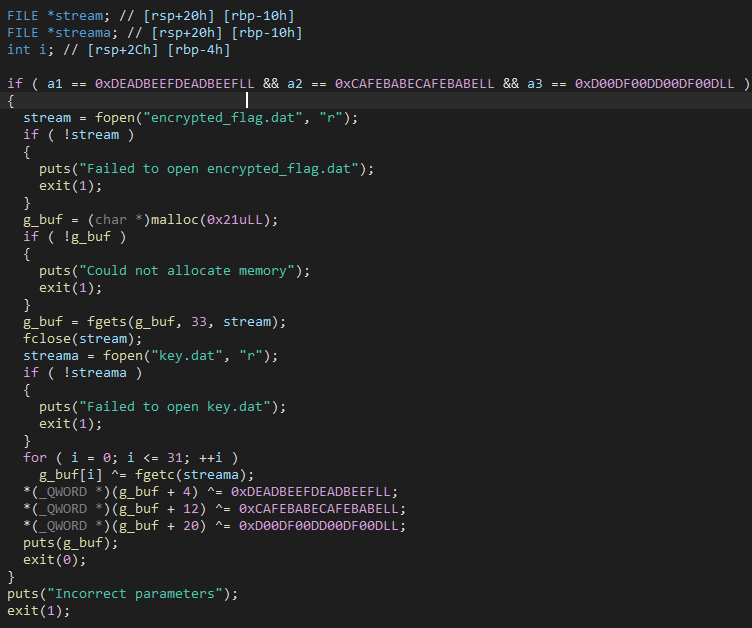 FILE *stream; // [rsp+20h] [rbp-10h]
FILE *streama; // [rsp+20h] [rbp-10h]
int i; // [rsp+2Ch] [rbp-4h]

if ( a1 == 0xDEADBEEFDEADBEEFLL && a2 == 0xCAFEBABECAFEBABELL && a3 == 0xD00DF00DD00DF00DLL )
{
  stream = fopen("encrypted_flag.dat", "r");
  if ( !stream )
  {
    puts("Failed to open encrypted_flag.dat");
    exit(1);
  }
  g_buf = (char *)malloc(0x21uLL);
  if ( !g_buf )
  {
    puts("Could not allocate memory");
    exit(1);
  }
  g_buf = fgets(g_buf, 33, stream);
  fclose(stream);
  streama = fopen("key.dat", "r");
  if ( !streama )
  {
    puts("Failed to open key.dat");
    exit(1);
  }
  for ( i = 0; i <= 31; ++i )
    g_buf[i] ^= fgetc(streama);
  *(_QWORD *)(g_buf + 4) ^= 0xDEADBEEFDEADBEEFLL;
  *(_QWORD *)(g_buf + 12) ^= 0xCAFEBABECAFEBABELL;
  *(_QWORD *)(g_buf + 20) ^= 0xD00DF00DD00DF00DLL;
  puts(g_buf);
  exit(0);
}
puts("Incorrect parameters");
exit(1);